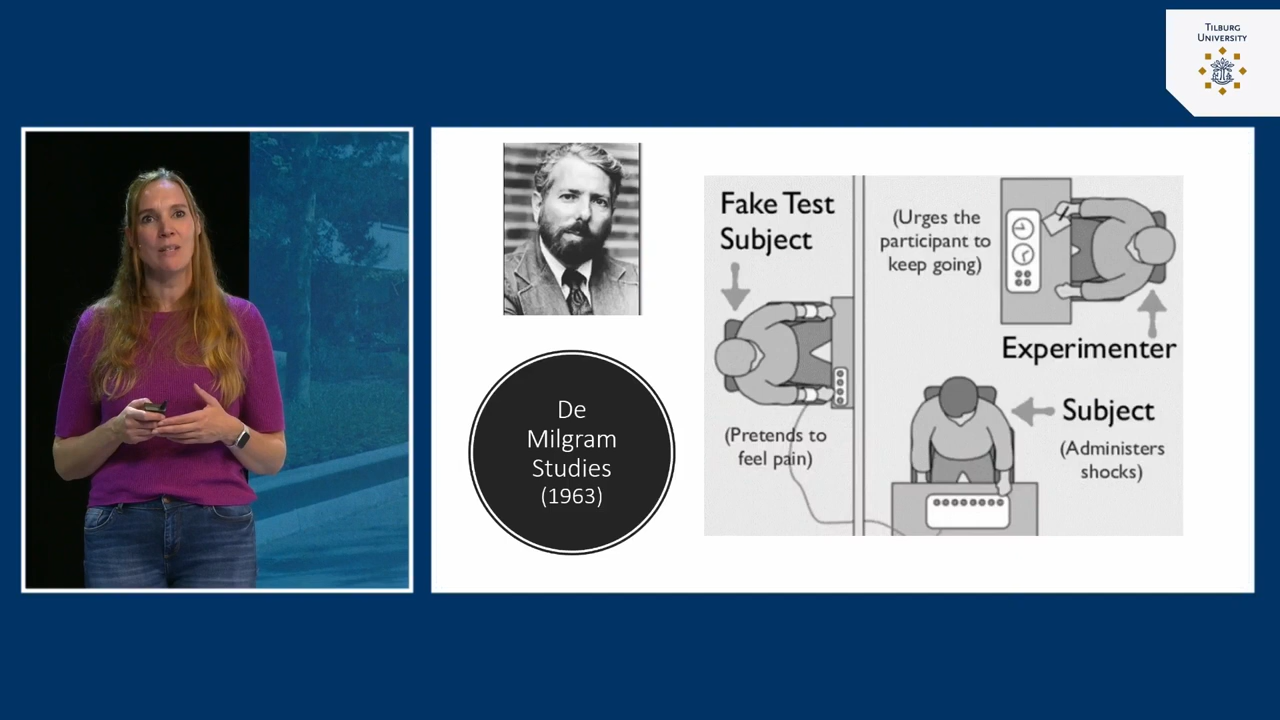 TILBURG
UNIVERSITY
De
Milgram
Studies
(1963)
Fake Test
Subject
(Pretends to
feel pain)
(Urges the
participant to
keep going)
Experimenter
Subject
(Administers
shocks)